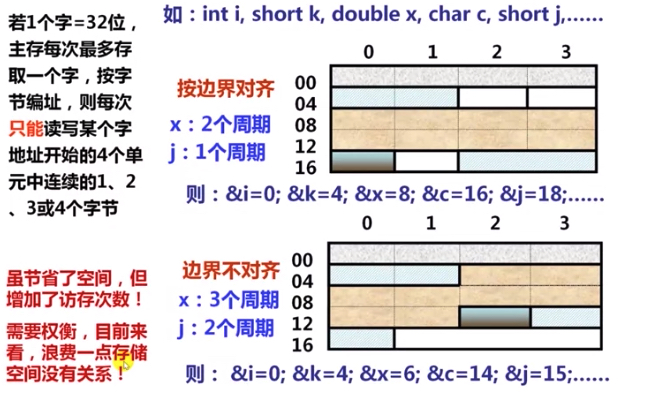 若1个字=32位，
主存每次最多存
取一个字，按字
节编址，则每次
只能读写某个字
地址开始的4个单
元中连续的1、2
、3或4个字节
如：int i, short k, double x, char c, short j,……
0 1 2 3
按边界对齐
x：2个周期
j：1个周期
00
04
08
12
16
则：&i=0; &k=4; &x=8; &c=16; &j=18;……
虽节省了空间，但
增加了访存次数！
需要权衡，目前来
看，浪费一点存储
空间没有关系！
0 1 2 3
边界不对齐
x：3个周期
j：2个周期
00
04
08
12
16
则： &i=0; &k=4; &x=6; &c=14; &j=15;……